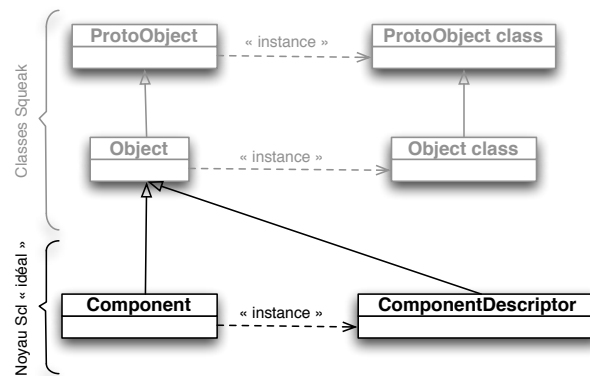 ProtoObject
« instance »
ProtoObject class
Classes Squeak
Object
« instance »
Object class
Noyau Scl « idéal »
Component
« instance »
ComponentDescriptor